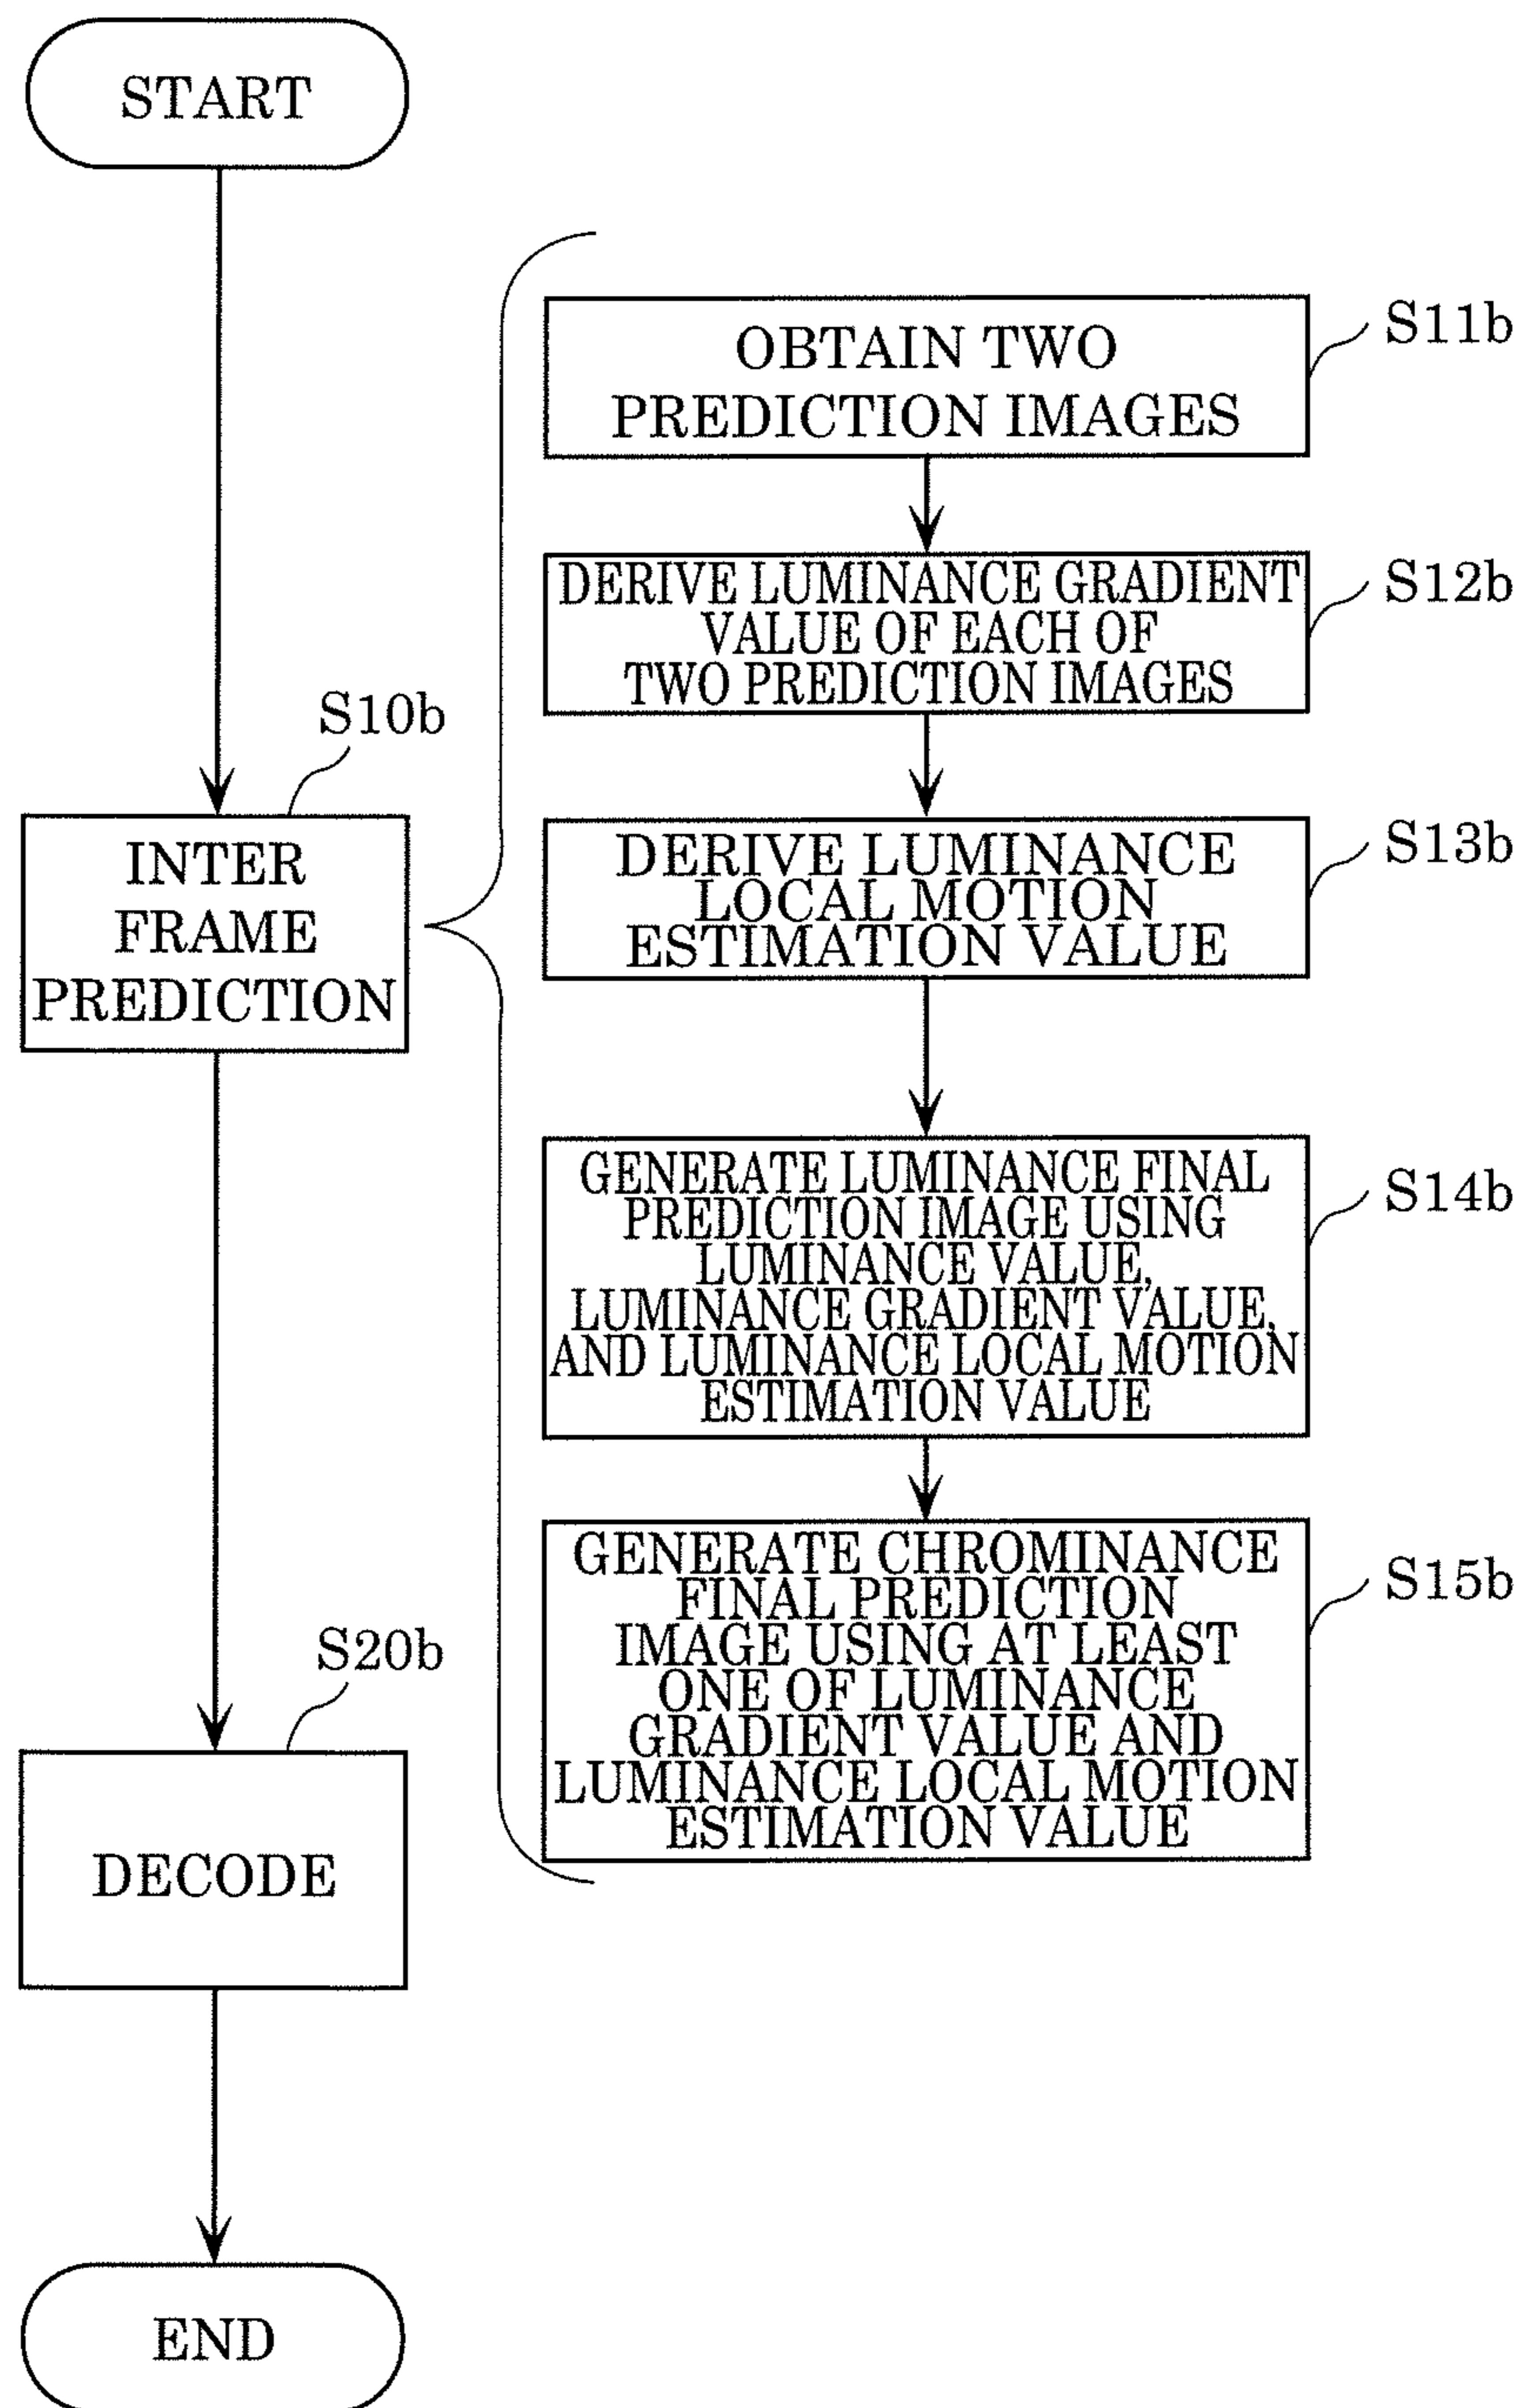 START
S10b
INTER
FRAME
PREDICTION
S20b
DECODE
END
OBTAIN TWO
PREDICTION IMAGES
S11b
DERIVE LUMINANCE GRADIENT
VALUE OF EACH OF
TWO PREDICTION IMAGES
S12b
DERIVE LUMINANCE
LOCAL MOTION
ESTIMATION VALUE
S13b
GENERATE LUMINANCE FINAL
PREDICTION IMAGE USING
LUMINANCE VALUE,
LUMINANCE GRADIENT VALUE,
AND LUMINANCE LOCAL MOTION
ESTIMATION VALUE
S14b
GENERATE CHROMINANCE
FINAL PREDICTION
IMAGE USING AT LEAST
ONE OF LUMINANCE
GRADIENT VALUE AND
LUMINANCE LOCAL MOTION
ESTIMATION VALUE
S15b